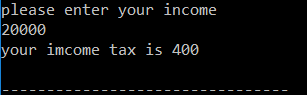 please enter your income
20000
your imcome tax is 400
--------------------------------